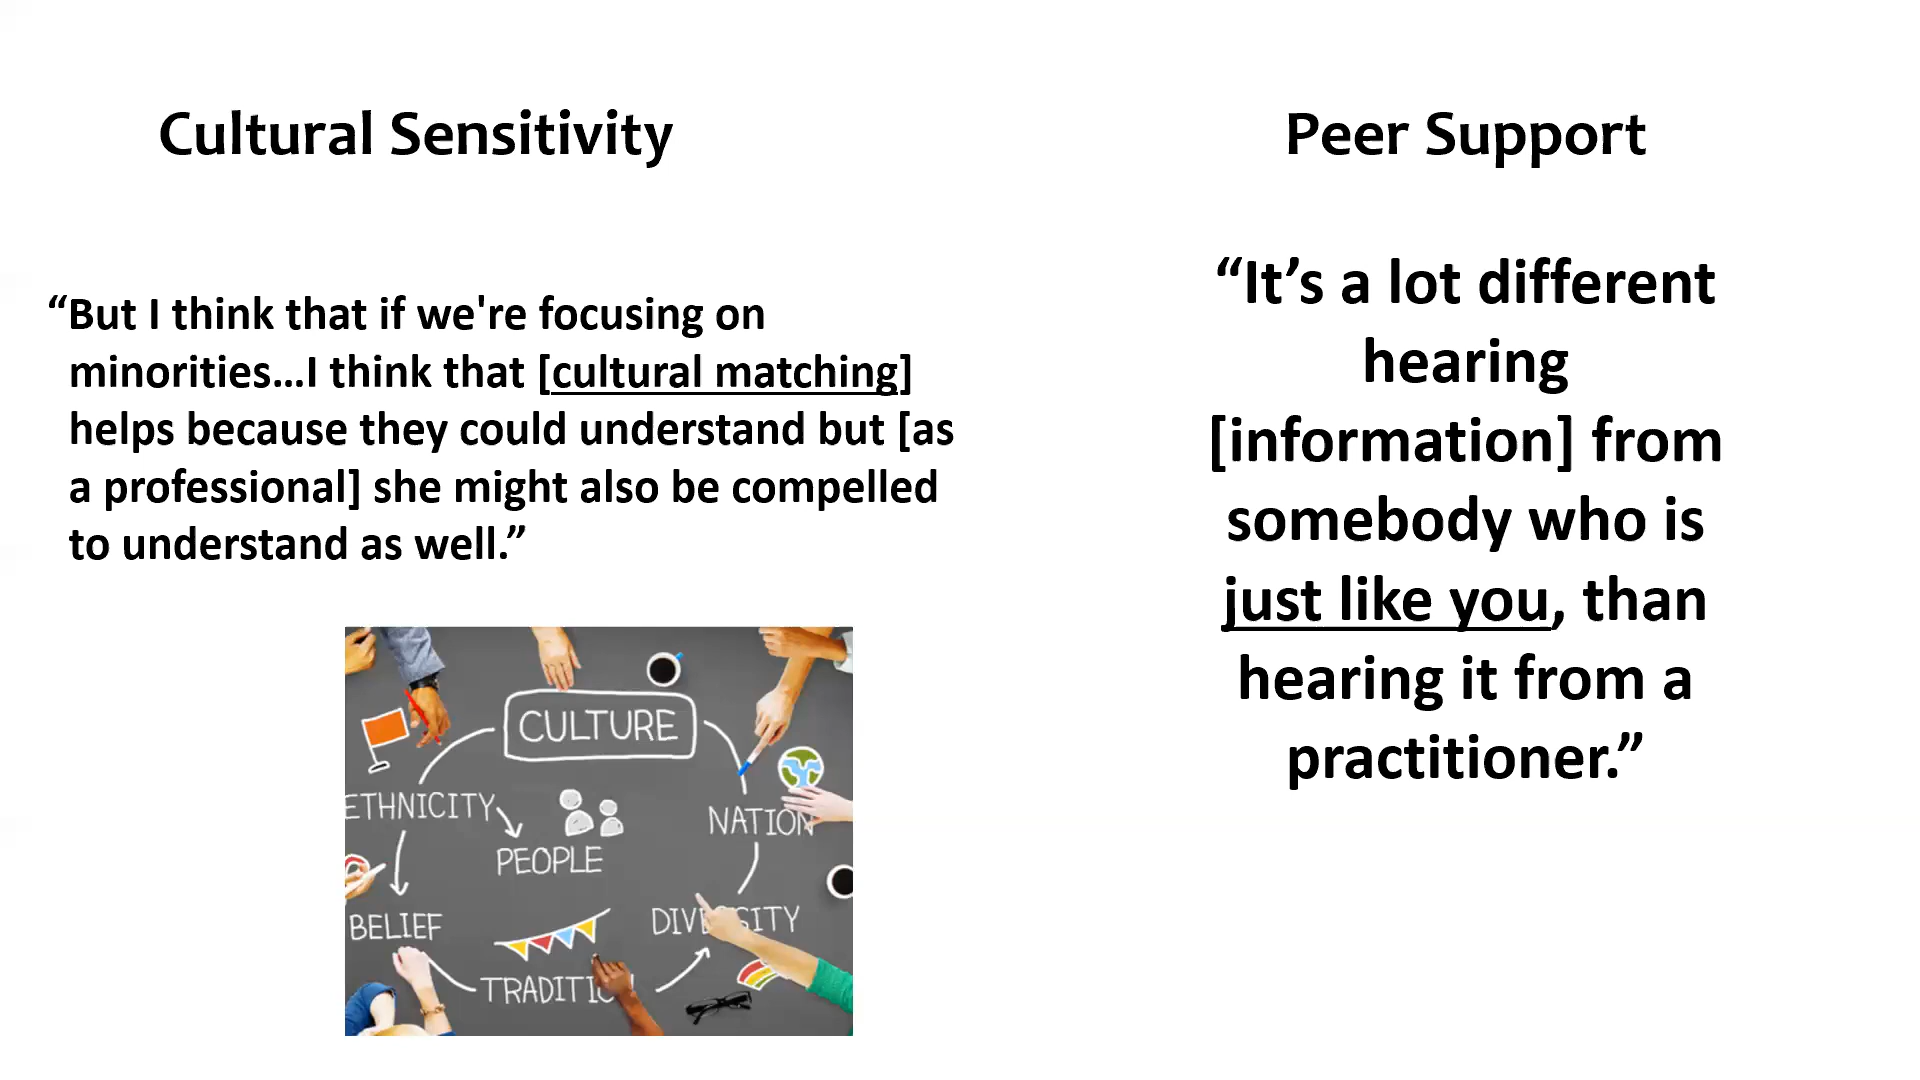 Cultural Sensitivity
“But I think that if we're focusing on
minorities…I think that [cultural matching]
helps because they could understand but [as
a professional] she might also be compelled
to understand as well.”
CULTURE
ETHNICITY
NATION
PEOPLE
BELIEF
Peer Support
“It’s a lot different
hearing
[information] from
somebody who is
just like you, than
hearing it from a
practitioner.”